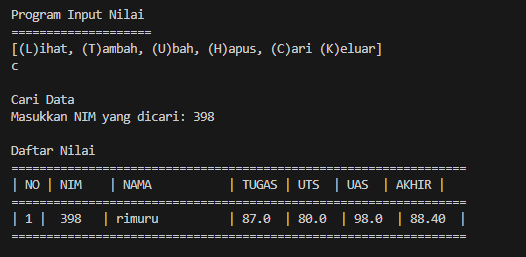 Program Input Nilai
====================
[(L)ihat, (T)ambah, (U)bah, (H)apus, (C)ari (K)eluar]
c
Cari Data
Masukkan NIM yang dicari: 398
Daftar Nilai
=================================================================
| NO | NIM    | NAMA           | TUGAS | UTS  | UAS  | AKHIR |
=================================================================
| 1 |  398   | rimuru          | 87.0  | 80.0  | 98.0  | 88.40  |
=================================================================